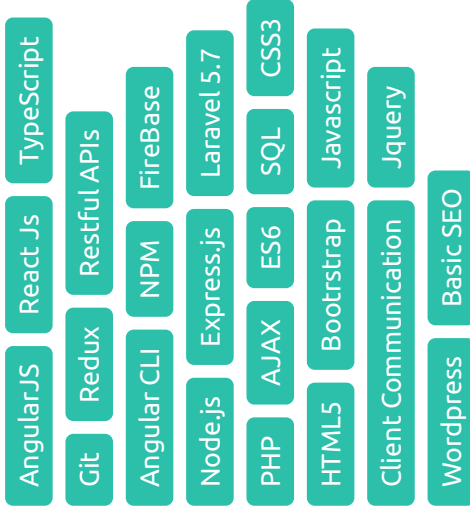 AngularJS React Js TypeScript
Git Redux Restful APIs
Angular CLI NPM FireBase
Node.js Express.js Laravel 5.7
PHP AJAX ES6 SQL CSS3
HTML5 Bootrstrap Javascript
Client Communication Jquery
Wordpress Basic SEO